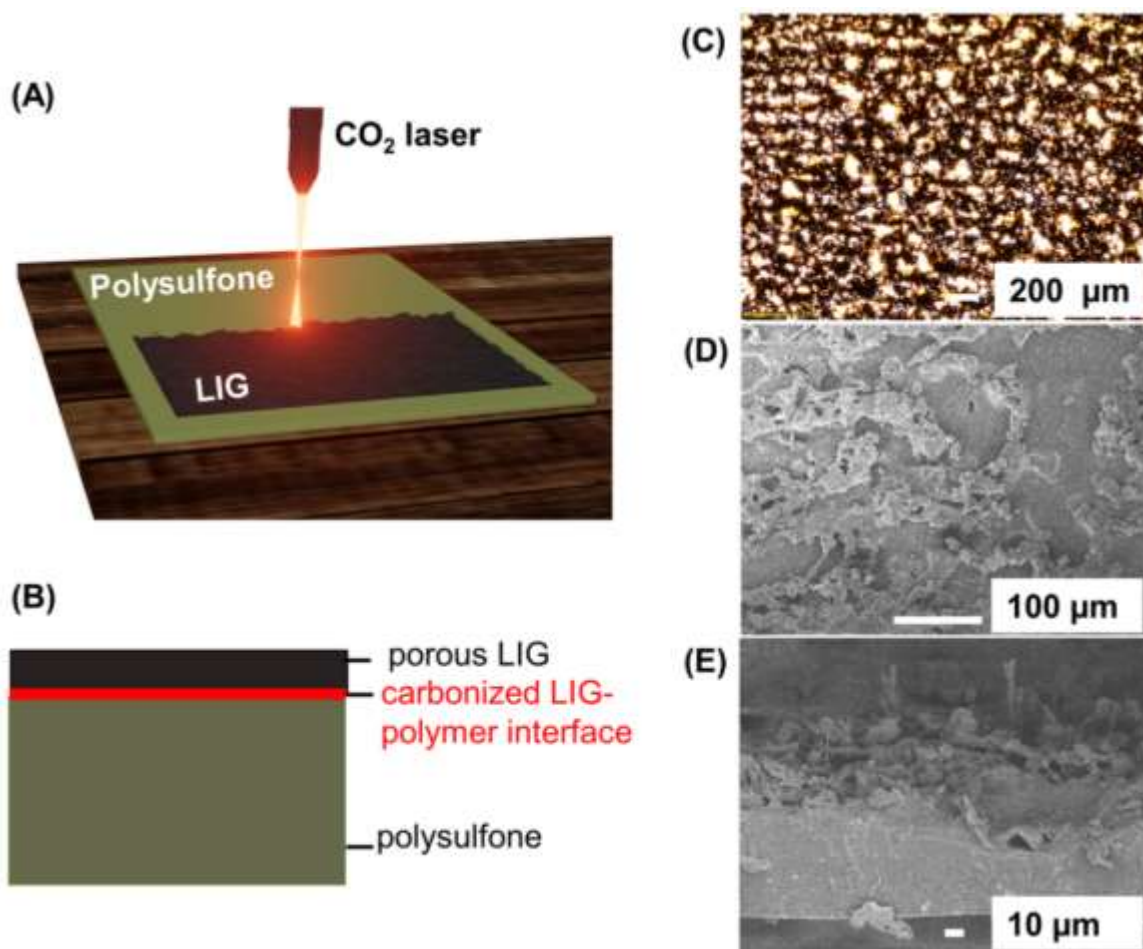 (A)
CO₂ laser
Polysulfone
LIG
(B)
porous LIG
carbonized LIG-
polymer interface
polysulfone
(C)
200 µm
(D)
100 µm
(E)
10 µm